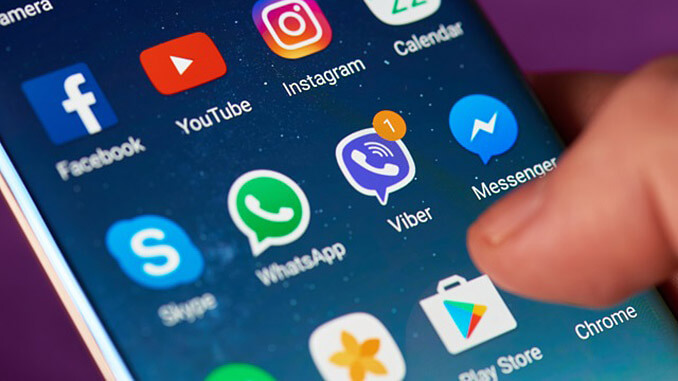 amera
22
Calendar
Instagram
YouTube
f
Facebook
1
Messenger
Viber
WhatsApp
S
Skype
Chrome
Play Store